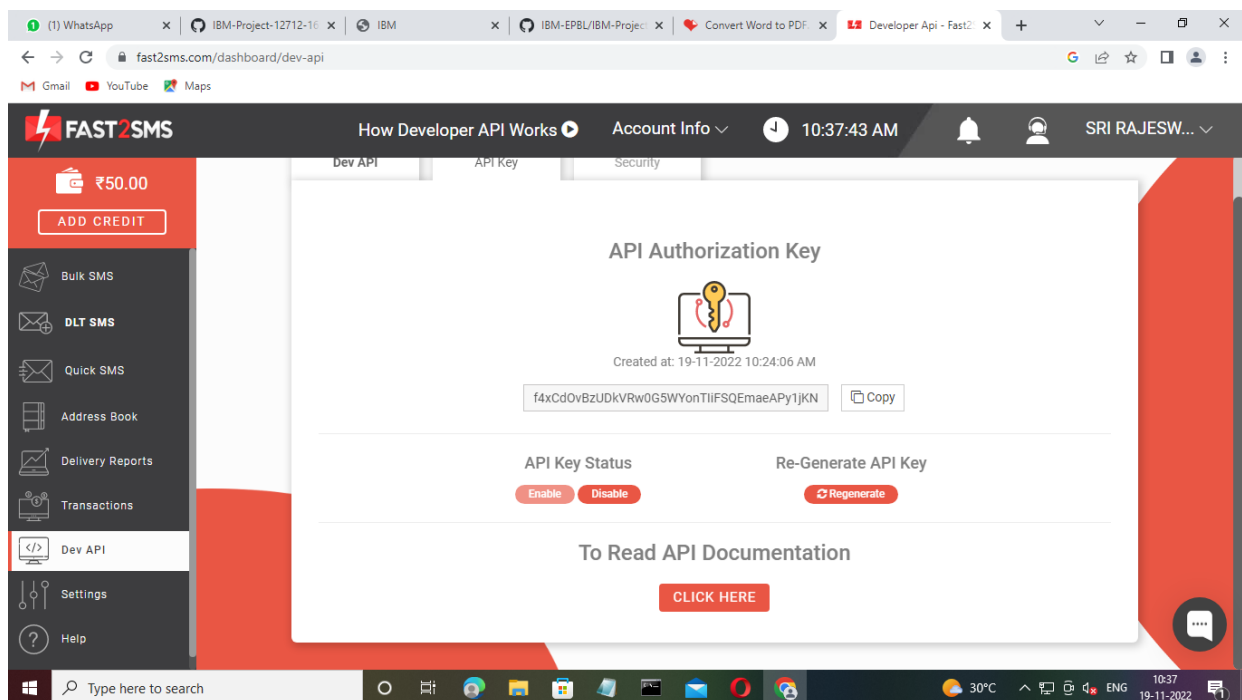 (1) WhatsApp
IBM-Project-12712-16
IBM
IBM-EPBL/IBM-Project
Convert Word to PDF
Developer Api - Fast2
fast2sms.com/dashboard/dev-api
Gmail
YouTube
Maps
FAST2SMS
How Developer API Works
Account Info
10:37:43 AM
SRI RAJESW...
₹50.00
ADD CREDIT
Bulk SMS
DLT SMS
Quick SMS
Address Book
Delivery Reports
Transactions
Dev API
Settings
Help
Dev API
API Key
Security
API Authorization Key
Created at: 19-11-2022 10:24:06 AM
f4xCdOvBzUDkVRw0G5WYonTIiFSQEmaeAPy1jKN
Copy
API Key Status
Re-Generate API Key
Enable
Disable
Regenerate
To Read API Documentation
CLICK HERE
Type here to search
30°C
ENG
10:37
19-11-2022